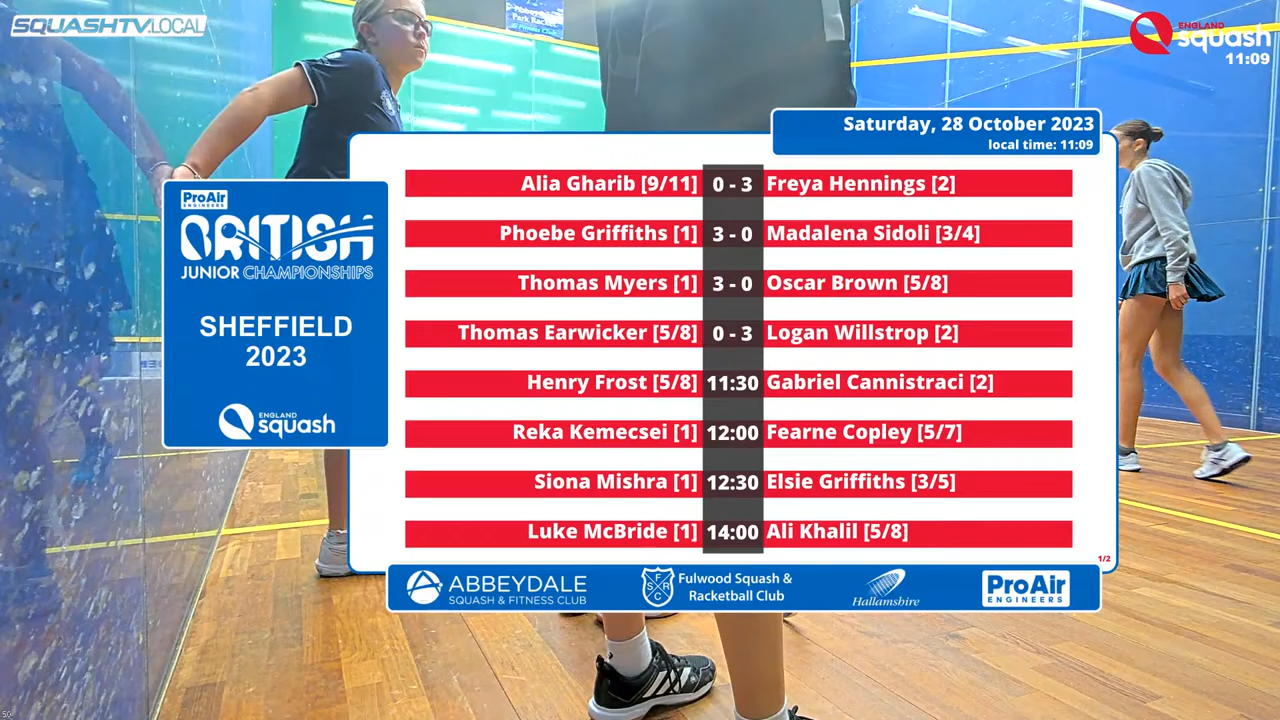 SQUASHTV.LOCAL
Park Racket
& Fitness Club
ENGLAND
squash
11:09
Saturday, 28 October 2023
local time: 11:09
ProAir
ENGINEERS
BRITISH
JUNIOR CHAMPIONSHIPS
SHEFFIELD
2023
ENGLAND
squash
Alia Gharib [9/11] 0 - 3 Freya Hennings [2]
Phoebe Griffiths [1] 3 - 0 Madalena Sidoli [3/4]
Thomas Myers [1] 3 - 0 Oscar Brown [5/8]
Thomas Earwicker [5/8] 0 - 3 Logan Willstrop [2]
Henry Frost [5/8] 11:30 Gabriel Cannistraci [2]
Reka Kemecsei [1] 12:00 Fearne Copley [5/7]
Siona Mishra [1] 12:30 Elsie Griffiths [3/5]
Luke McBride [1] 14:00 Ali Khalil [5/8]
1/2
ABBEYDALE
SQUASH & FITNESS CLUB
FSRC
Fulwood Squash &
Racketball Club
Hallamshire
ProAir
ENGINEERS